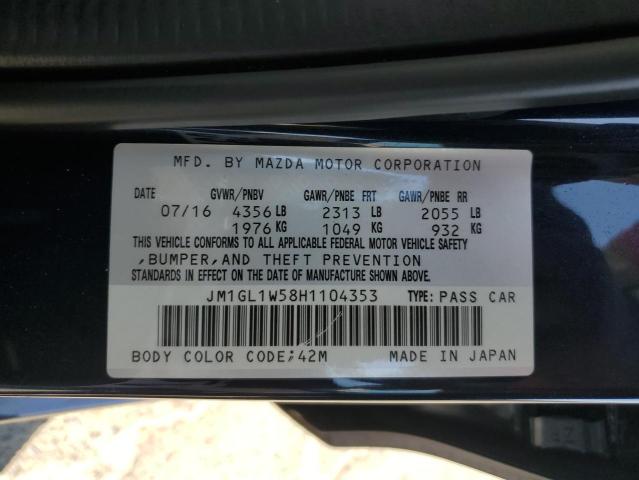 MFD. BY MAZDA MOTOR CORPORATION
DATE GVWR/PNBV GAWR/PNBE FRT GAWR/PNBE RR
07/16 4356 LB 2313 LB 2055 LB
1976 KG 1049 KG 932 KG
THIS VEHICLE CONFORMS TO ALL APPLICABLE FEDERAL MOTOR VEHICLE SAFETY
,BUMPER,AND THEFT PREVENTION
STANDARDS IN EFFECT ON THE DATE OF MANUFACTURE SHOWN ABOVE.
JM1GL1W58H1104353 TYPE: PASS CAR
BODY COLOR CODE:42M MADE IN JAPAN